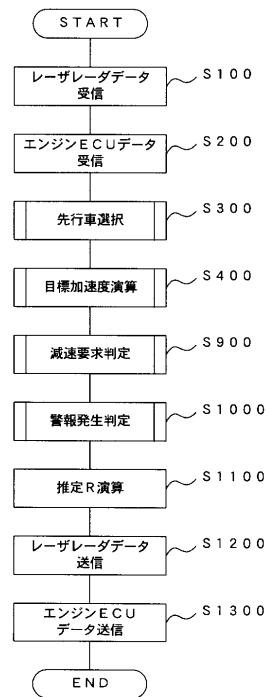 ＳＴＡＲＴ
レーザレーダデータ
受信
Ｓ１００
エンジンＥＣＵデータ
受信
Ｓ２００
先行車選択
Ｓ３００
目標加速度演算
Ｓ４００
減速要求判定
Ｓ９００
警報発生判定
Ｓ１０００
推定Ｒ演算
Ｓ１１００
レーザレーダデータ
送信
Ｓ１２００
エンジンＥＣＵ
データ送信
Ｓ１３００
ＥＮＤ